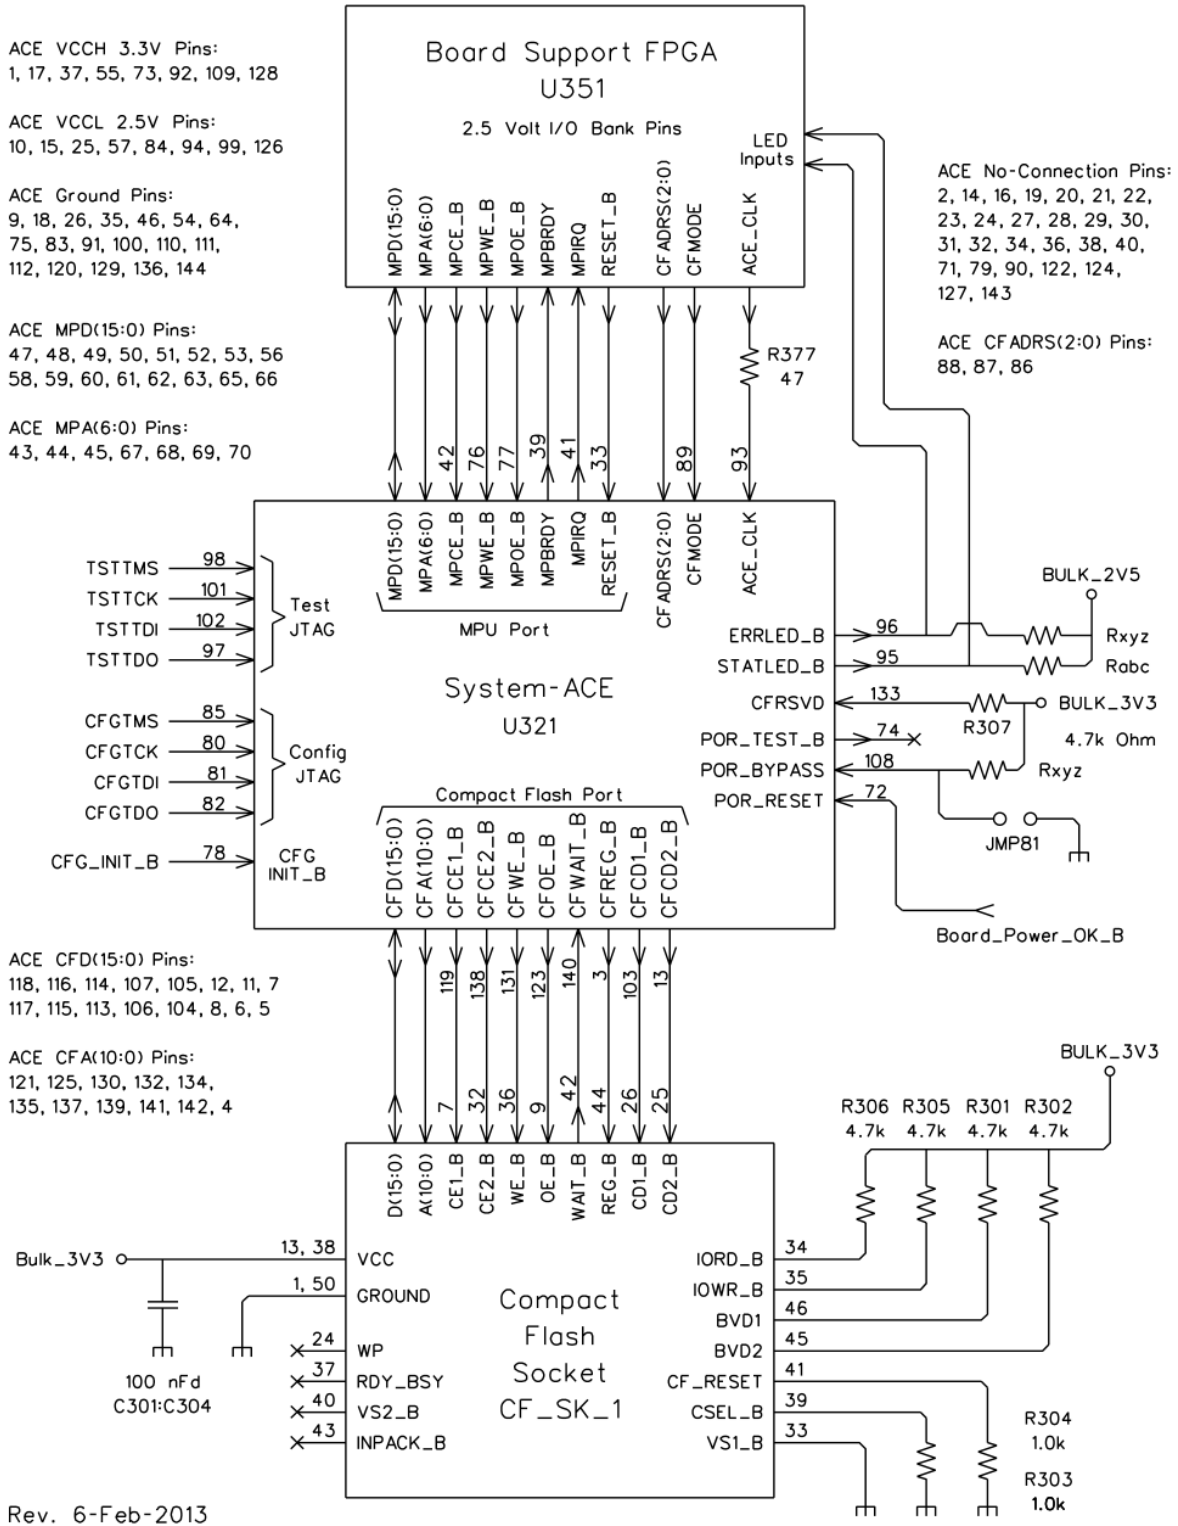 Board Support FPGA
U351
2.5 Volt I/O Bank Pins
LED
Inputs
MPD(15:0)
MPA(6:0)
MPCE_B
MPWE_B
MPOE_B
MPBRDY
MPIRQ
RESET_B
CFADRS(2:0)
CFMODE
ACE_CLK
ACE VCCH 3.3V Pins:
1, 17, 37, 55, 73, 92, 109, 128
ACE VCCL 2.5V Pins:
10, 15, 25, 57, 84, 94, 99, 126
ACE Ground Pins:
9, 18, 26, 35, 46, 54, 64,
75, 83, 91, 100, 110, 111,
112, 120, 129, 136, 144
ACE MPD(15:0) Pins:
47, 48, 49, 50, 51, 52, 53, 56
58, 59, 60, 61, 62, 63, 65, 66
ACE MPA(6:0) Pins:
43, 44, 45, 67, 68, 69, 70
ACE No-Connection Pins:
2, 14, 16, 19, 20, 21, 22,
23, 24, 27, 28, 29, 30,
31, 32, 34, 36, 38, 40,
71, 79, 90, 122, 124,
127, 143
ACE CFADRS(2:0) Pins:
88, 87, 86
R377
47
42
76
77
39
41
33
89
93
MPD(15:0)
MPA(6:0)
MPCE_B
MPWE_B
MPOE_B
MPBRDY
MPIRQ
RESET_B
CFADRS(2:0)
CFMODE
ACE_CLK
MPU Port
System-ACE
U321
TSTTMS 98
TSTTCK 101
TSTTDI 102
TSTTDO 97
Test
JTAG
CFGTMS 85
CFGTCK 80
CFGTDI 81
CFGTDO 82
Config
JTAG
CFG_INIT_B 78
CFG
INIT_B
BULK_2V5
ERRLED_B 96 Rxyz
STATLED_B 95 Rabc
CFRSVD 133 R307 BULK_3V3
4.7k Ohm
POR_TEST_B 74
POR_BYPASS 108 Rxyz
POR_RESET 72
JMP81
Board_Power_OK_B
Compact Flash Port
CFD(15:0)
CFA(10:0)
CFCE1_B
CFCE2_B
CFWE_B
CFOE_B
CFWAIT_B
CFREG_B
CFCD1_B
CFCD2_B
119
138
131
123
140
3
103
13
ACE CFD(15:0) Pins:
118, 116, 114, 107, 105, 12, 11, 7
117, 115, 113, 106, 104, 8, 6, 5
ACE CFA(10:0) Pins:
121, 125, 130, 132, 134,
135, 137, 139, 141, 142, 4
7
32
36
9
42
44
26
25
D(15:0)
A(10:0)
CE1_B
CE2_B
WE_B
OE_B
WAIT_B
REG_B
CD1_B
CD2_B
BULK_3V3
R306 R305 R301 R302
4.7k 4.7k 4.7k 4.7k
Compact
Flash
Socket
CF_SK_1
Bulk_3V3 13, 38 VCC
1, 50 GROUND
24 WP
37 RDY_BSY
40 VS2_B
43 INPACK_B
100 nFd
C301:C304
IORD_B 34
IOWR_B 35
BVD1 46
BVD2 45
CF_RESET 41
CSEL_B 39
VS1_B 33
R304
1.0k
R303
1.0k
Rev. 6-Feb-2013